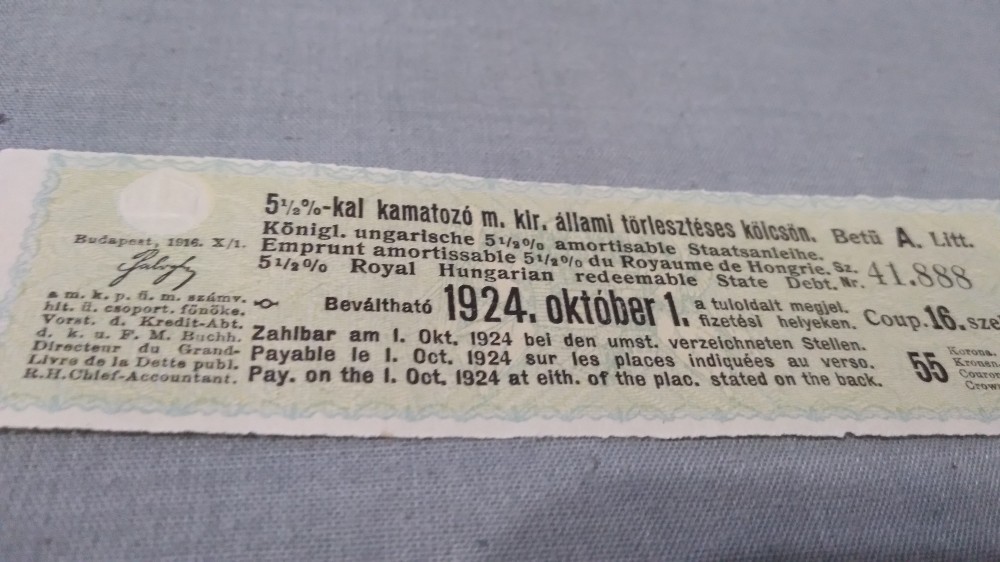 5½%-kal kamatozó m. kir. állami törlesztéses kölcsön. Betü A. Litt.
Königl. ungarische 5½% amortisable Staatsanleihe.
Emprunt amortissable 5½% du Royaume de Hongrie. Sz.
5½% Royal Hungarian redeemable State Debt. Nr. 41.888
Budapest, 1916. X/1.
a m. k. p. ü. m. számv.
hit. ü. csoport. főnöke.
Vorst. d. Kredit-Abt.
d. k. u. F. M. Buchh.
Directeur du Grand-
Livre de la Dette publ.
R.H.Chief-Accountant.
Beváltható 1924. október 1. a tuloldalt megjel. fizetési helyeken. Coup. 16. sze
Zahlbar am 1. Okt. 1924 bei den umst. verzeichneten Stellen.
Payable le 1. Oct. 1924 sur les places indiquées au verso.
Pay. on the 1. Oct. 1924 at eith. of the plac. stated on the back.
55
Korona.
Kronen.
Couron
Crow